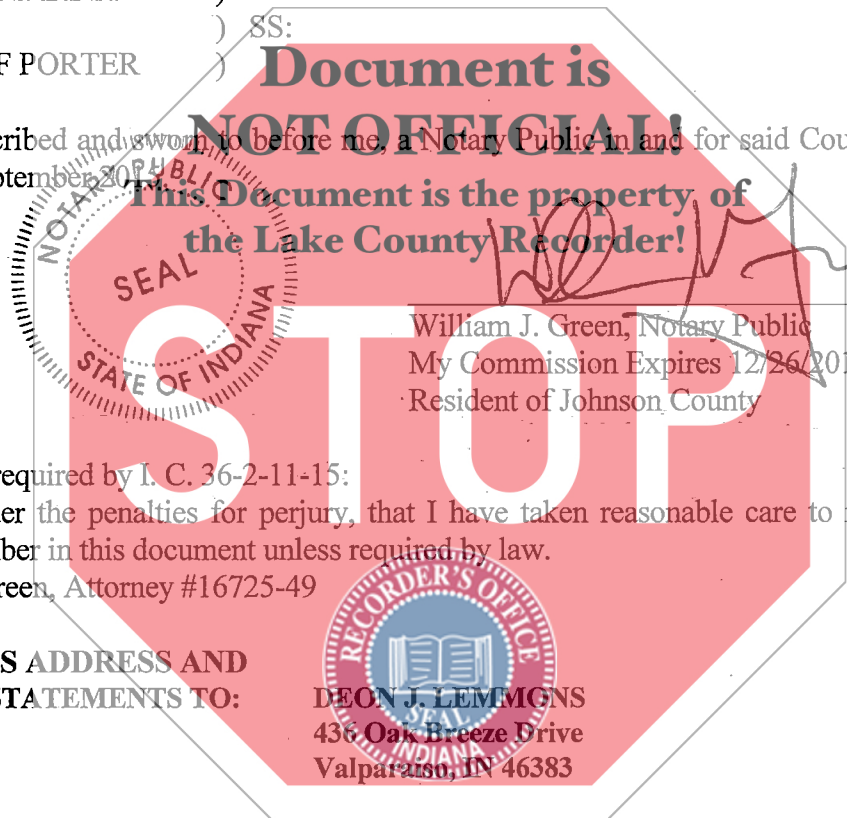 ) SS:
F PORTER )
Document is
NOT OFFICIAL!
This Document is the property of
the Lake County Recorder!
cribed and sworn to before me, a Notary Public in and for said Cou
ptember 201
NOTARY PUBLIC
SEAL
STATE OF INDIANA
William J. Green, Notary Public
My Commission Expires 12/26/201
Resident of Johnson County
STOP
required by I. C. 36-2-11-15:
er the penalties for perjury, that I have taken reasonable care to
ber in this document unless required by law.
reen, Attorney #16725-49
RECORDER'S OFFICE
SEAL
INDIANA
S ADDRESS AND
STATEMENTS TO: DEON J. LEMMONS
436 Oak Breeze Drive
Valparaiso, IN 46383